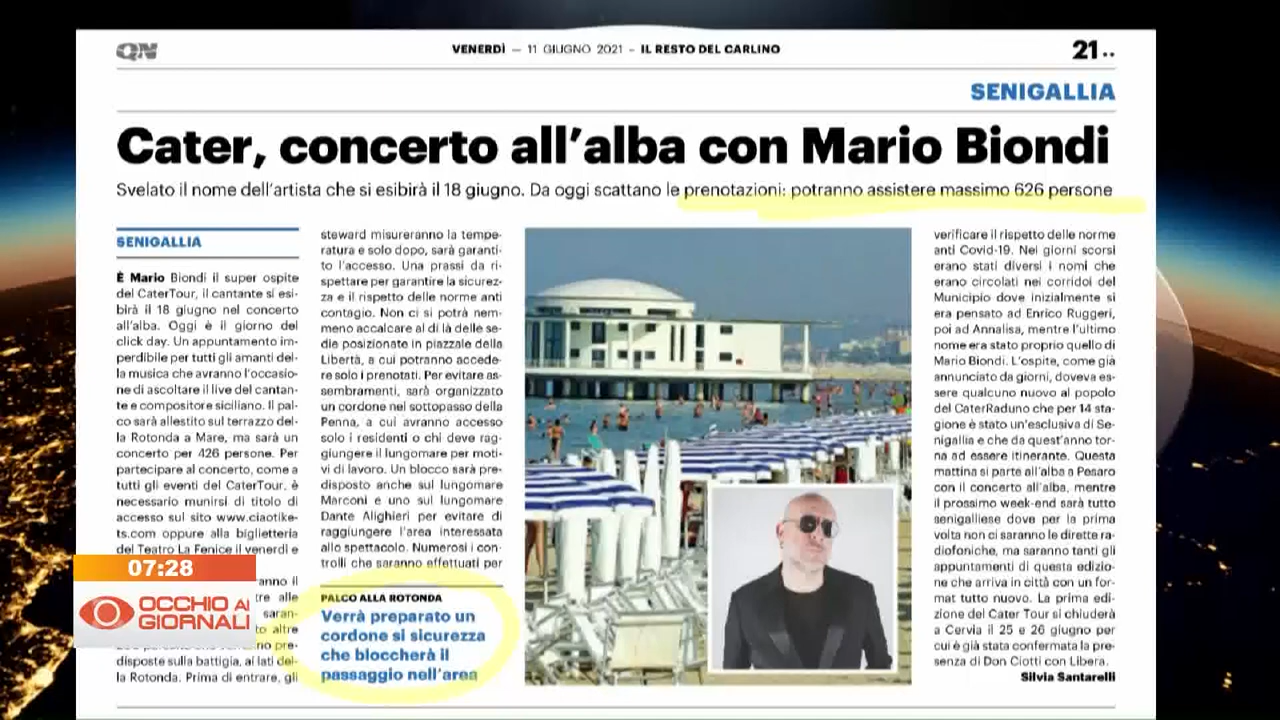 QN
VENERDÌ — 11 GIUGNO 2021 – IL RESTO DEL CARLINO
21 ..
SENIGALLIA
Cater, concerto all'alba con Mario Biondi
Svelato il nome dell'artista che si esibirà il 18 giugno. Da oggi scattano le prenotazioni: potranno assistere massimo 626 persone
SENIGALLIA
È Mario Biondi il super ospite
del CaterTour, il cantante si esi-
birà il 18 giugno nel concerto
all'alba. Oggi è il giorno del
click day. Un appuntamento im-
perdibile per tutti gli amanti del-
la musica che avranno l'occasio-
ne di ascoltare il live del cantan-
te e compositore siciliano. Il pal-
co sarà allestito sul terrazzo del-
la Rotonda a Mare, ma sarà un
concerto per 426 persone. Per
partecipare al concerto, come a
tutti gli eventi del CaterTour, è
necessario munirsi di titolo di
accesso sul sito www.ciaotike-
ts.com oppure alla biglietteria
del Teatro La Fenice il venerdì e
anno il
tre alle
saran-
to altre
no pre-
disposte sulla battigia, ai lati del-
la Rotonda. Prima di entrare, gli
steward misureranno la tempe-
ratura e solo dopo, sarà garanti-
to l'accesso. Una prassi da ri-
spettare per garantire la sicurez-
za e il rispetto delle norme anti
contagio. Non ci si potrà nem-
meno accalcare al di là delle se-
die posizionate in piazzale della
Libertà, a cui potranno accede-
re solo i prenotati. Per evitare as-
sembramenti, sarà organizzato
un cordone nel sottopasso della
Penna, a cui avranno accesso
solo i residenti o chi deve rag-
giungere il lungomare per moti-
vi di lavoro. Un blocco sarà pre-
disposto anche sul lungomare
Marconi e uno sul lungomare
Dante Alighieri per evitare di
raggiungere l'area interessata
allo spettacolo. Numerosi i con-
trolli che saranno effettuati per
PALCO ALLA ROTONDA
Verrà preparato un
cordone si sicurezza
che bloccherà il
passaggio nell'area
verificare il rispetto delle norme
anti Covid-19. Nei giorni scorsi
erano stati diversi i nomi che
erano circolati nei corridoi del
Municipio dove inizialmente si
era pensato ad Enrico Ruggeri,
poi ad Annalisa, mentre l'ultimo
nome era stato proprio quello di
Mario Biondi. L'ospite, come già
annunciato da giorni, doveva es-
sere qualcuno nuovo al popolo
del CaterRaduno che per 14 sta-
gione è stato un'esclusiva di Se-
nigallia e che da quest'anno tor-
na ad essere itinerante. Questa
mattina si parte all'alba a Pesaro
con il concerto all'alba, mentre
il prossimo week-end sarà tutto
senigalliese dove per la prima
volta non ci saranno le dirette ra-
diofoniche, ma saranno tanti gli
appuntamenti di questa edizio-
ne che arriva in città con un for-
mat tutto nuovo. La prima edi-
zione del Cater Tour si chiuderà
a Cervia il 25 e 26 giugno per
cui è già stata confermata la pre-
senza di Don Ciotti con Libera.
Silvia Santarelli
07:28
OCCHIO AI
GIORNALI